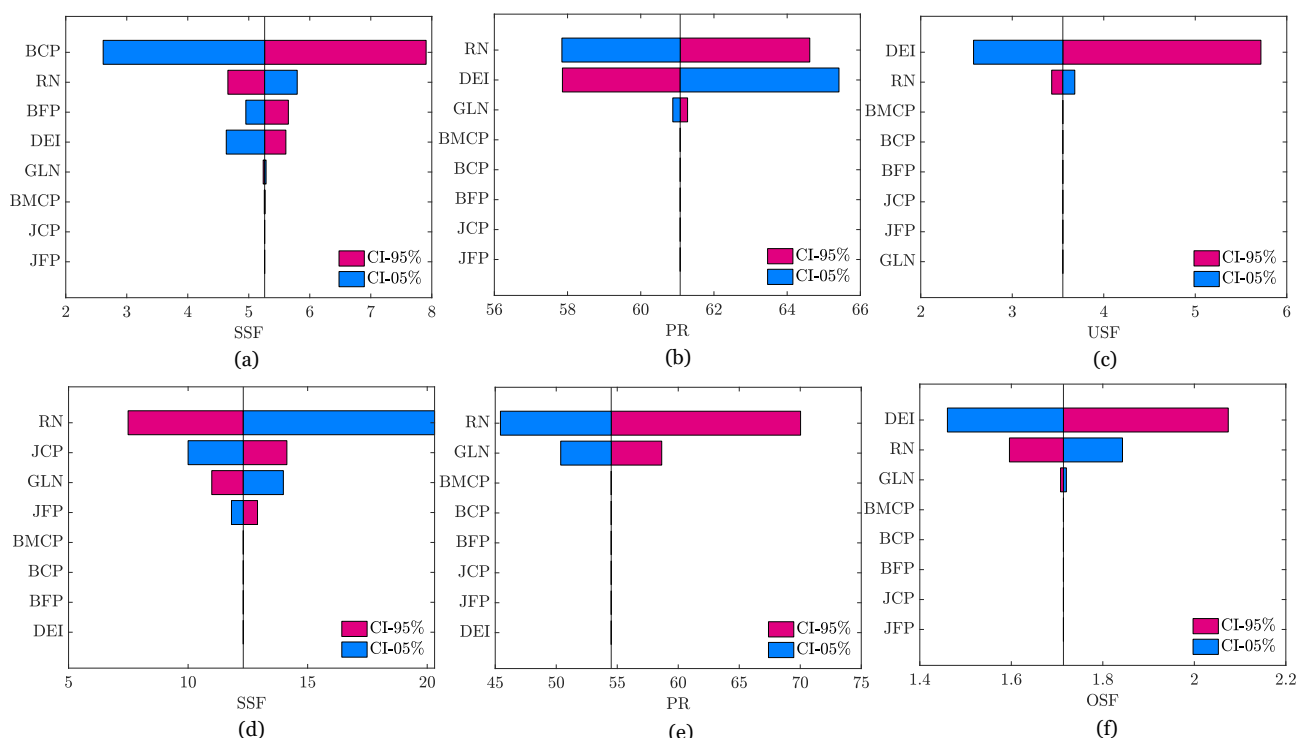 BCP
RN
BFP
DEI
GLN
BMCP
JCP
JFP
CI-95%
CI-05%
2 3 4 5 6 7 8
SSF
(a)
RN
DEI
GLN
BMCP
BCP
BFP
JCP
JFP
CI-95%
CI-05%
56 58 60 62 64 66
PR
(b)
DEI
RN
BMCP
BCP
BFP
JCP
JFP
GLN
CI-95%
CI-05%
2 3 4 5 6
USF
(c)
RN
JCP
GLN
JFP
BMCP
BCP
BFP
DEI
CI-95%
CI-05%
5 10 15 20
SSF
(d)
RN
GLN
BMCP
BCP
BFP
JCP
JFP
DEI
CI-95%
CI-05%
45 50 55 60 65 70 75
PR
(e)
DEI
RN
GLN
BMCP
BCP
BFP
JCP
JFP
CI-95%
CI-05%
1.4 1.6 1.8 2 2.2
OSF
(f)